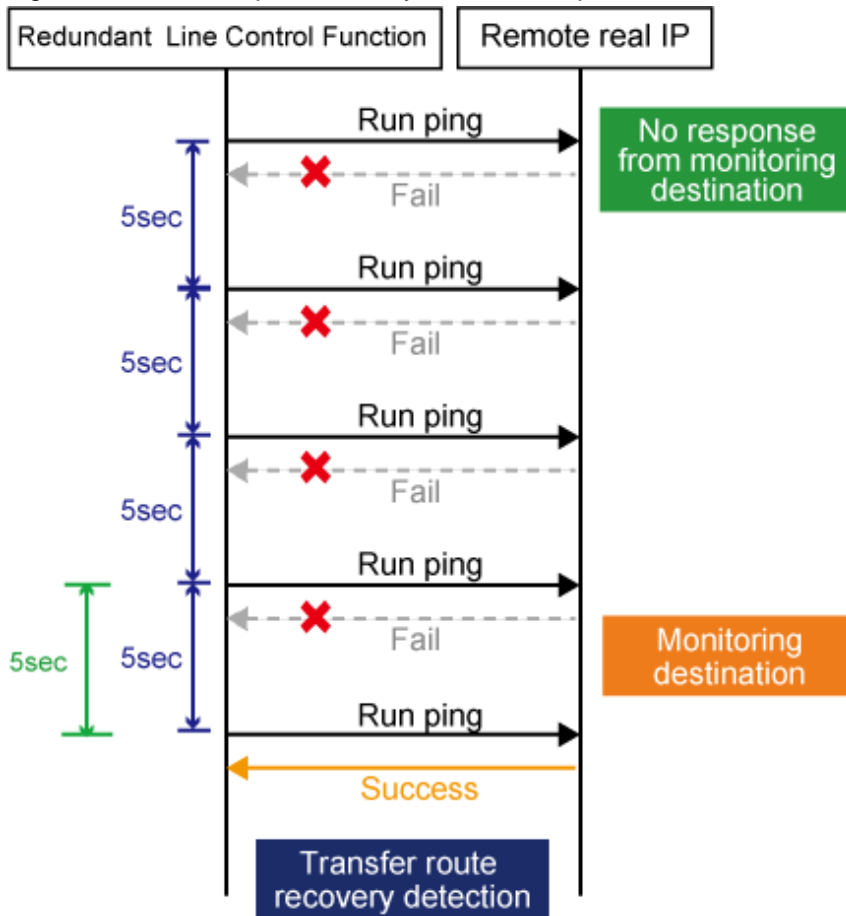 Redundant Line Control Function
Remote real IP
Run ping
No response
from monitoring
destination
Fail
5sec
Run ping
Fail
5sec
Run ping
Fail
5sec
Run ping
Fail
Monitoring
destination
5sec
5sec
Run ping
Success
Transfer route
recovery detection